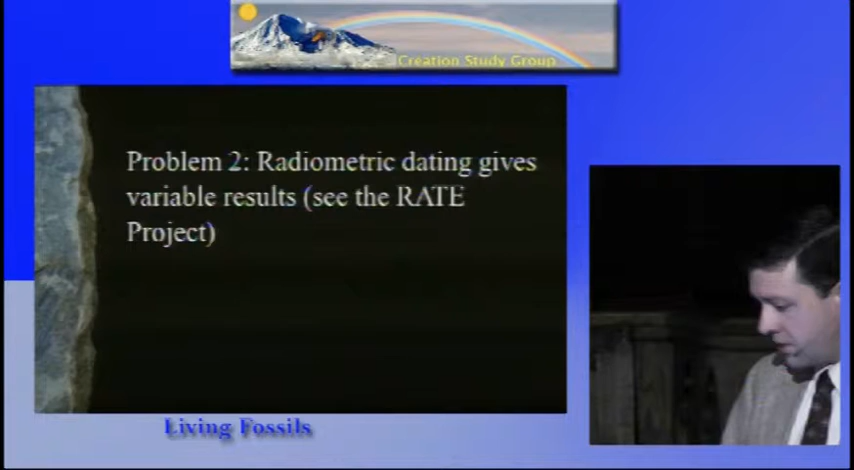 Creation Study Group
Problem 2: Radiometric dating gives
variable results (see the RATE
Project)
Living Fossils